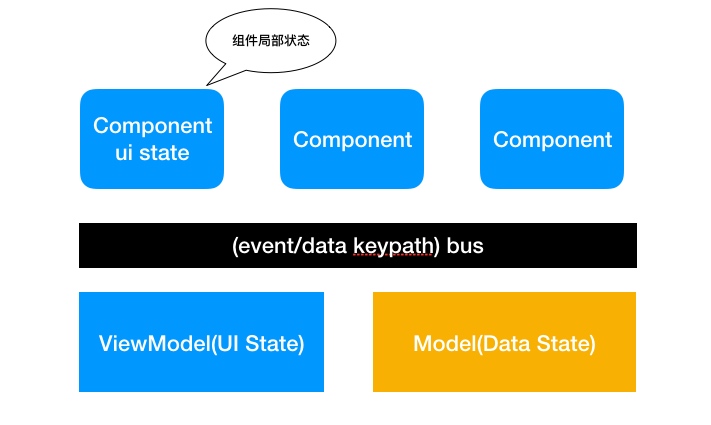 组件局部状态
Component
ui state
Component
Component
(event/data keypath) bus
ViewModel(UI State)
Model(Data State)